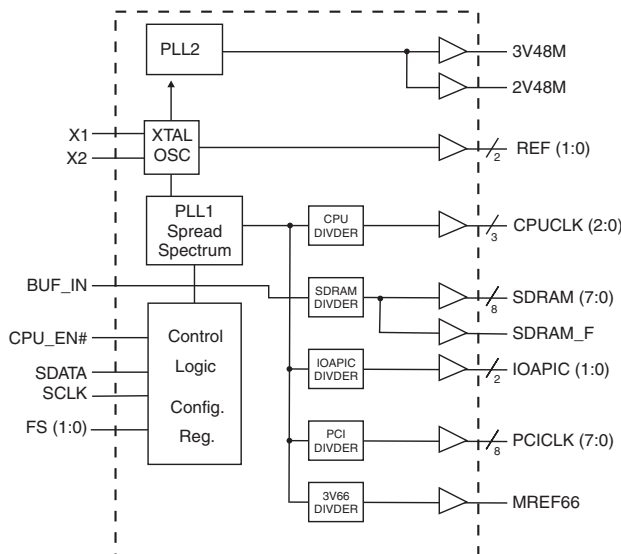 PLL2
3V48M
2V48M
X1
X2
XTAL
OSC
2
REF (1:0)
PLL1
Spread
Spectrum
CPU
DIVDER
3
CPUCLK (2:0)
BUF_IN
SDRAM
DIVDER
8
SDRAM (7:0)
SDRAM_F
CPU_EN#
SDATA
SCLK
FS (1:0)
Control
Logic
Config.
Reg.
IOAPIC
DIVDER
2
IOAPIC (1:0)
PCI
DIVDER
8
PCICLK (7:0)
3V66
DIVDER
MREF66